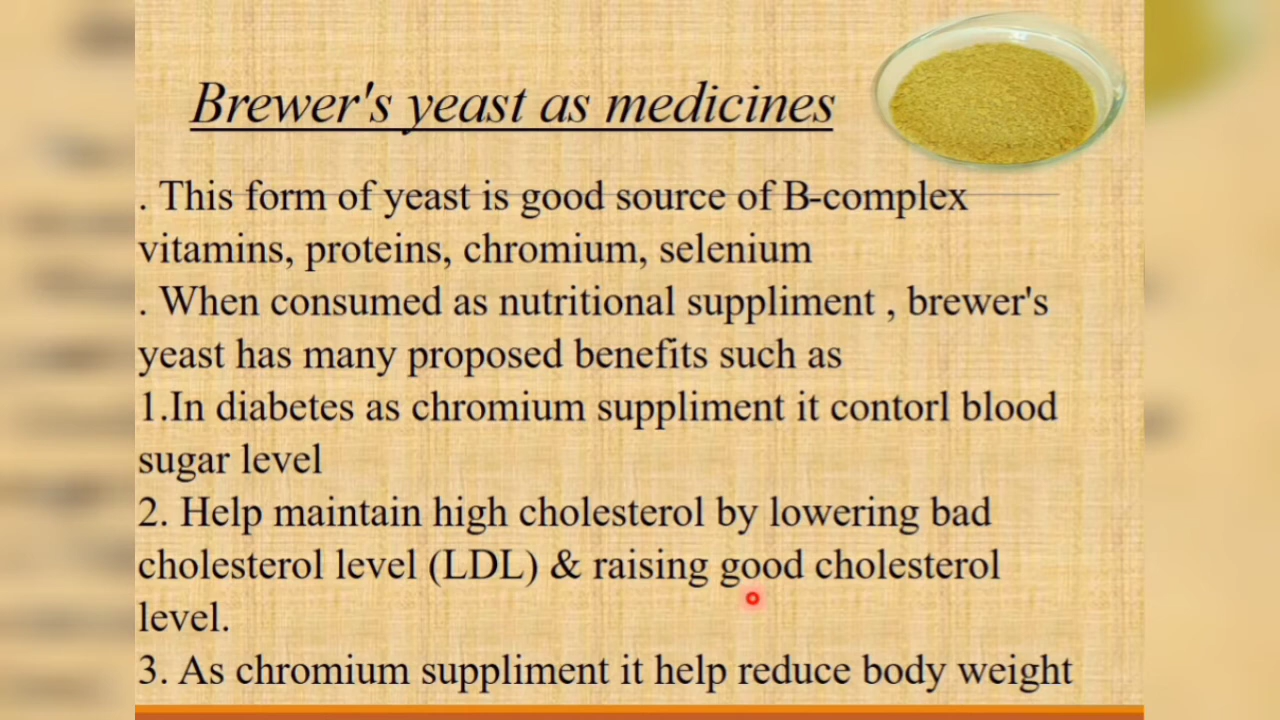 Brewer's yeast as medicines
. This form of yeast is good source of B-complex
vitamins, proteins, chromium, selenium
. When consumed as nutritional suppliment , brewer's
yeast has many proposed benefits such as
1.In diabetes as chromium suppliment it contorl blood
sugar level
2. Help maintain high cholesterol by lowering bad
cholesterol level (LDL) & raising good cholesterol
level.
3. As chromium suppliment it help reduce body weight